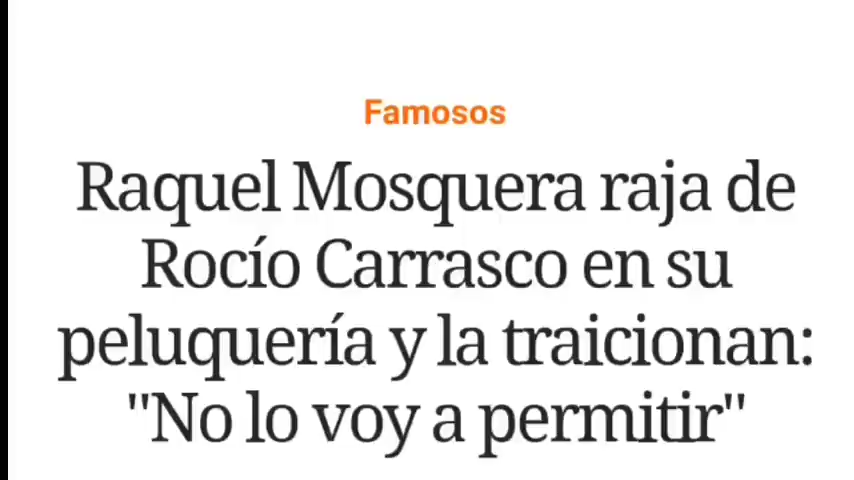 Famosos
Raquel Mosquera raja de
Rocío Carrasco en su
peluquería y la traicionan:
"No lo voy a permitir"